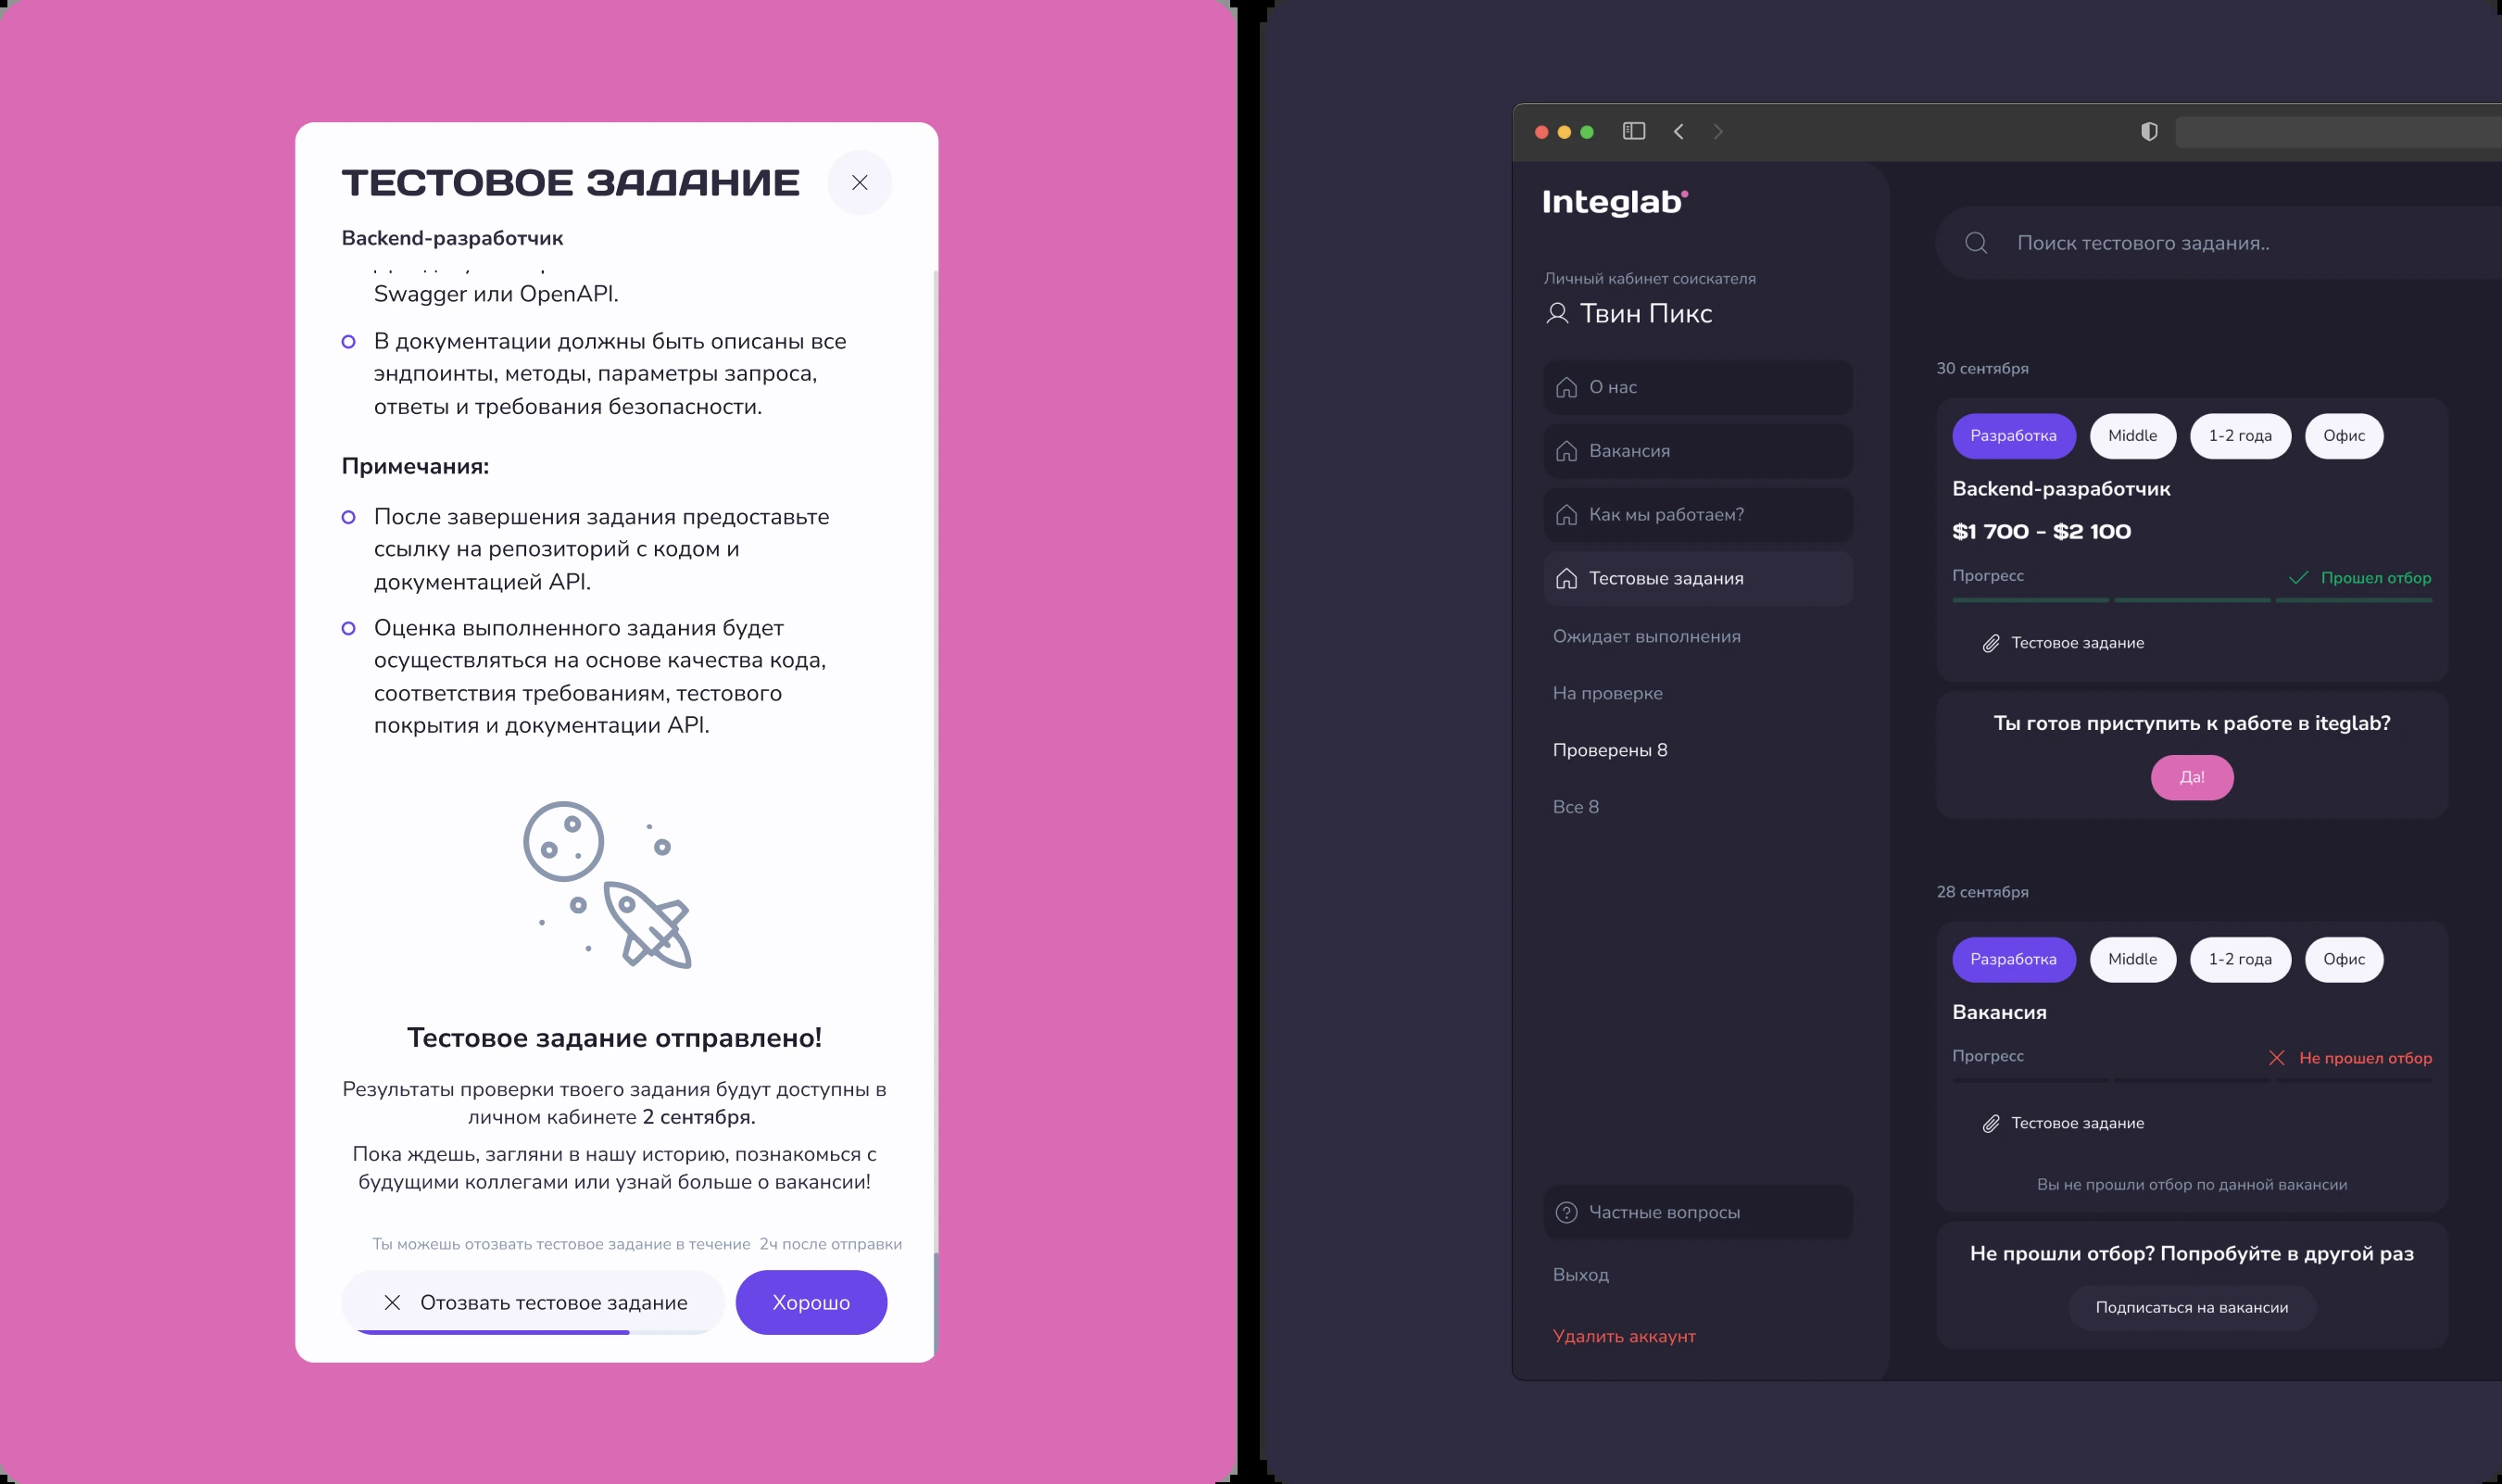 ТЕСТОВОЕ ЗАДАНИЕ
Backend-разработчик
Swagger или OpenAPI.
В документации должны быть описаны все
эндпоинты, методы, параметры запроса,
ответы и требования безопасности.
Примечания:
После завершения задания предоставьте
ссылку на репозиторий с кодом и
документацией API.
Оценка выполненного задания будет
осуществляться на основе качества кода,
соответствия требованиям, тестового
покрытия и документации API.
Тестовое задание отправлено!
Результаты проверки твоего задания будут доступны в
личном кабинете 2 сентября.
Пока ждешь, загляни в нашу историю, познакомься с
будущими коллегами или узнай больше о вакансии!
Ты можешь отозвать тестовое задание в течение 2ч после отправки
Отозвать тестовое задание
Хорошо
Integlab
Личный кабинет соискателя
Твин Пикс
О нас
Вакансия
Как мы работаем?
Тестовые задания
Ожидает выполнения
На проверке
Проверены 8
Все 8
Частные вопросы
Выход
Удалить аккаунт
Поиск тестового задания..
30 сентября
Разработка Middle 1-2 года Офис
Backend-разработчик
$1 700 - $2 100
Прогресс Прошел отбор
Тестовое задание
Ты готов приступить к работе в iteglab?
Да!
28 сентября
Разработка Middle 1-2 года Офис
Вакансия
Прогресс Не прошел отбор
Тестовое задание
Вы не прошли отбор по данной вакансии
Не прошли отбор? Попробуйте в другой раз
Подписаться на вакансии